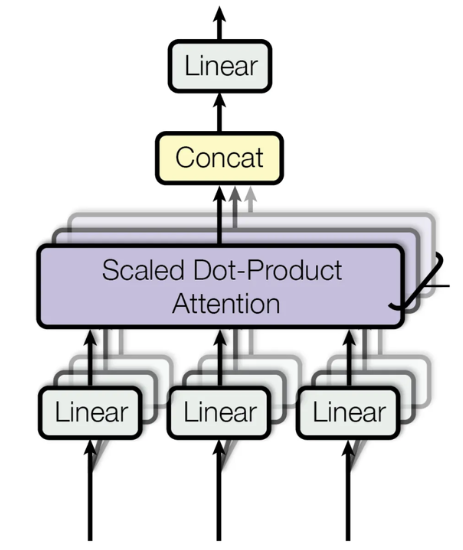 Linear
Concat
Scaled Dot-Product
Attention
Linear
Linear
Linear